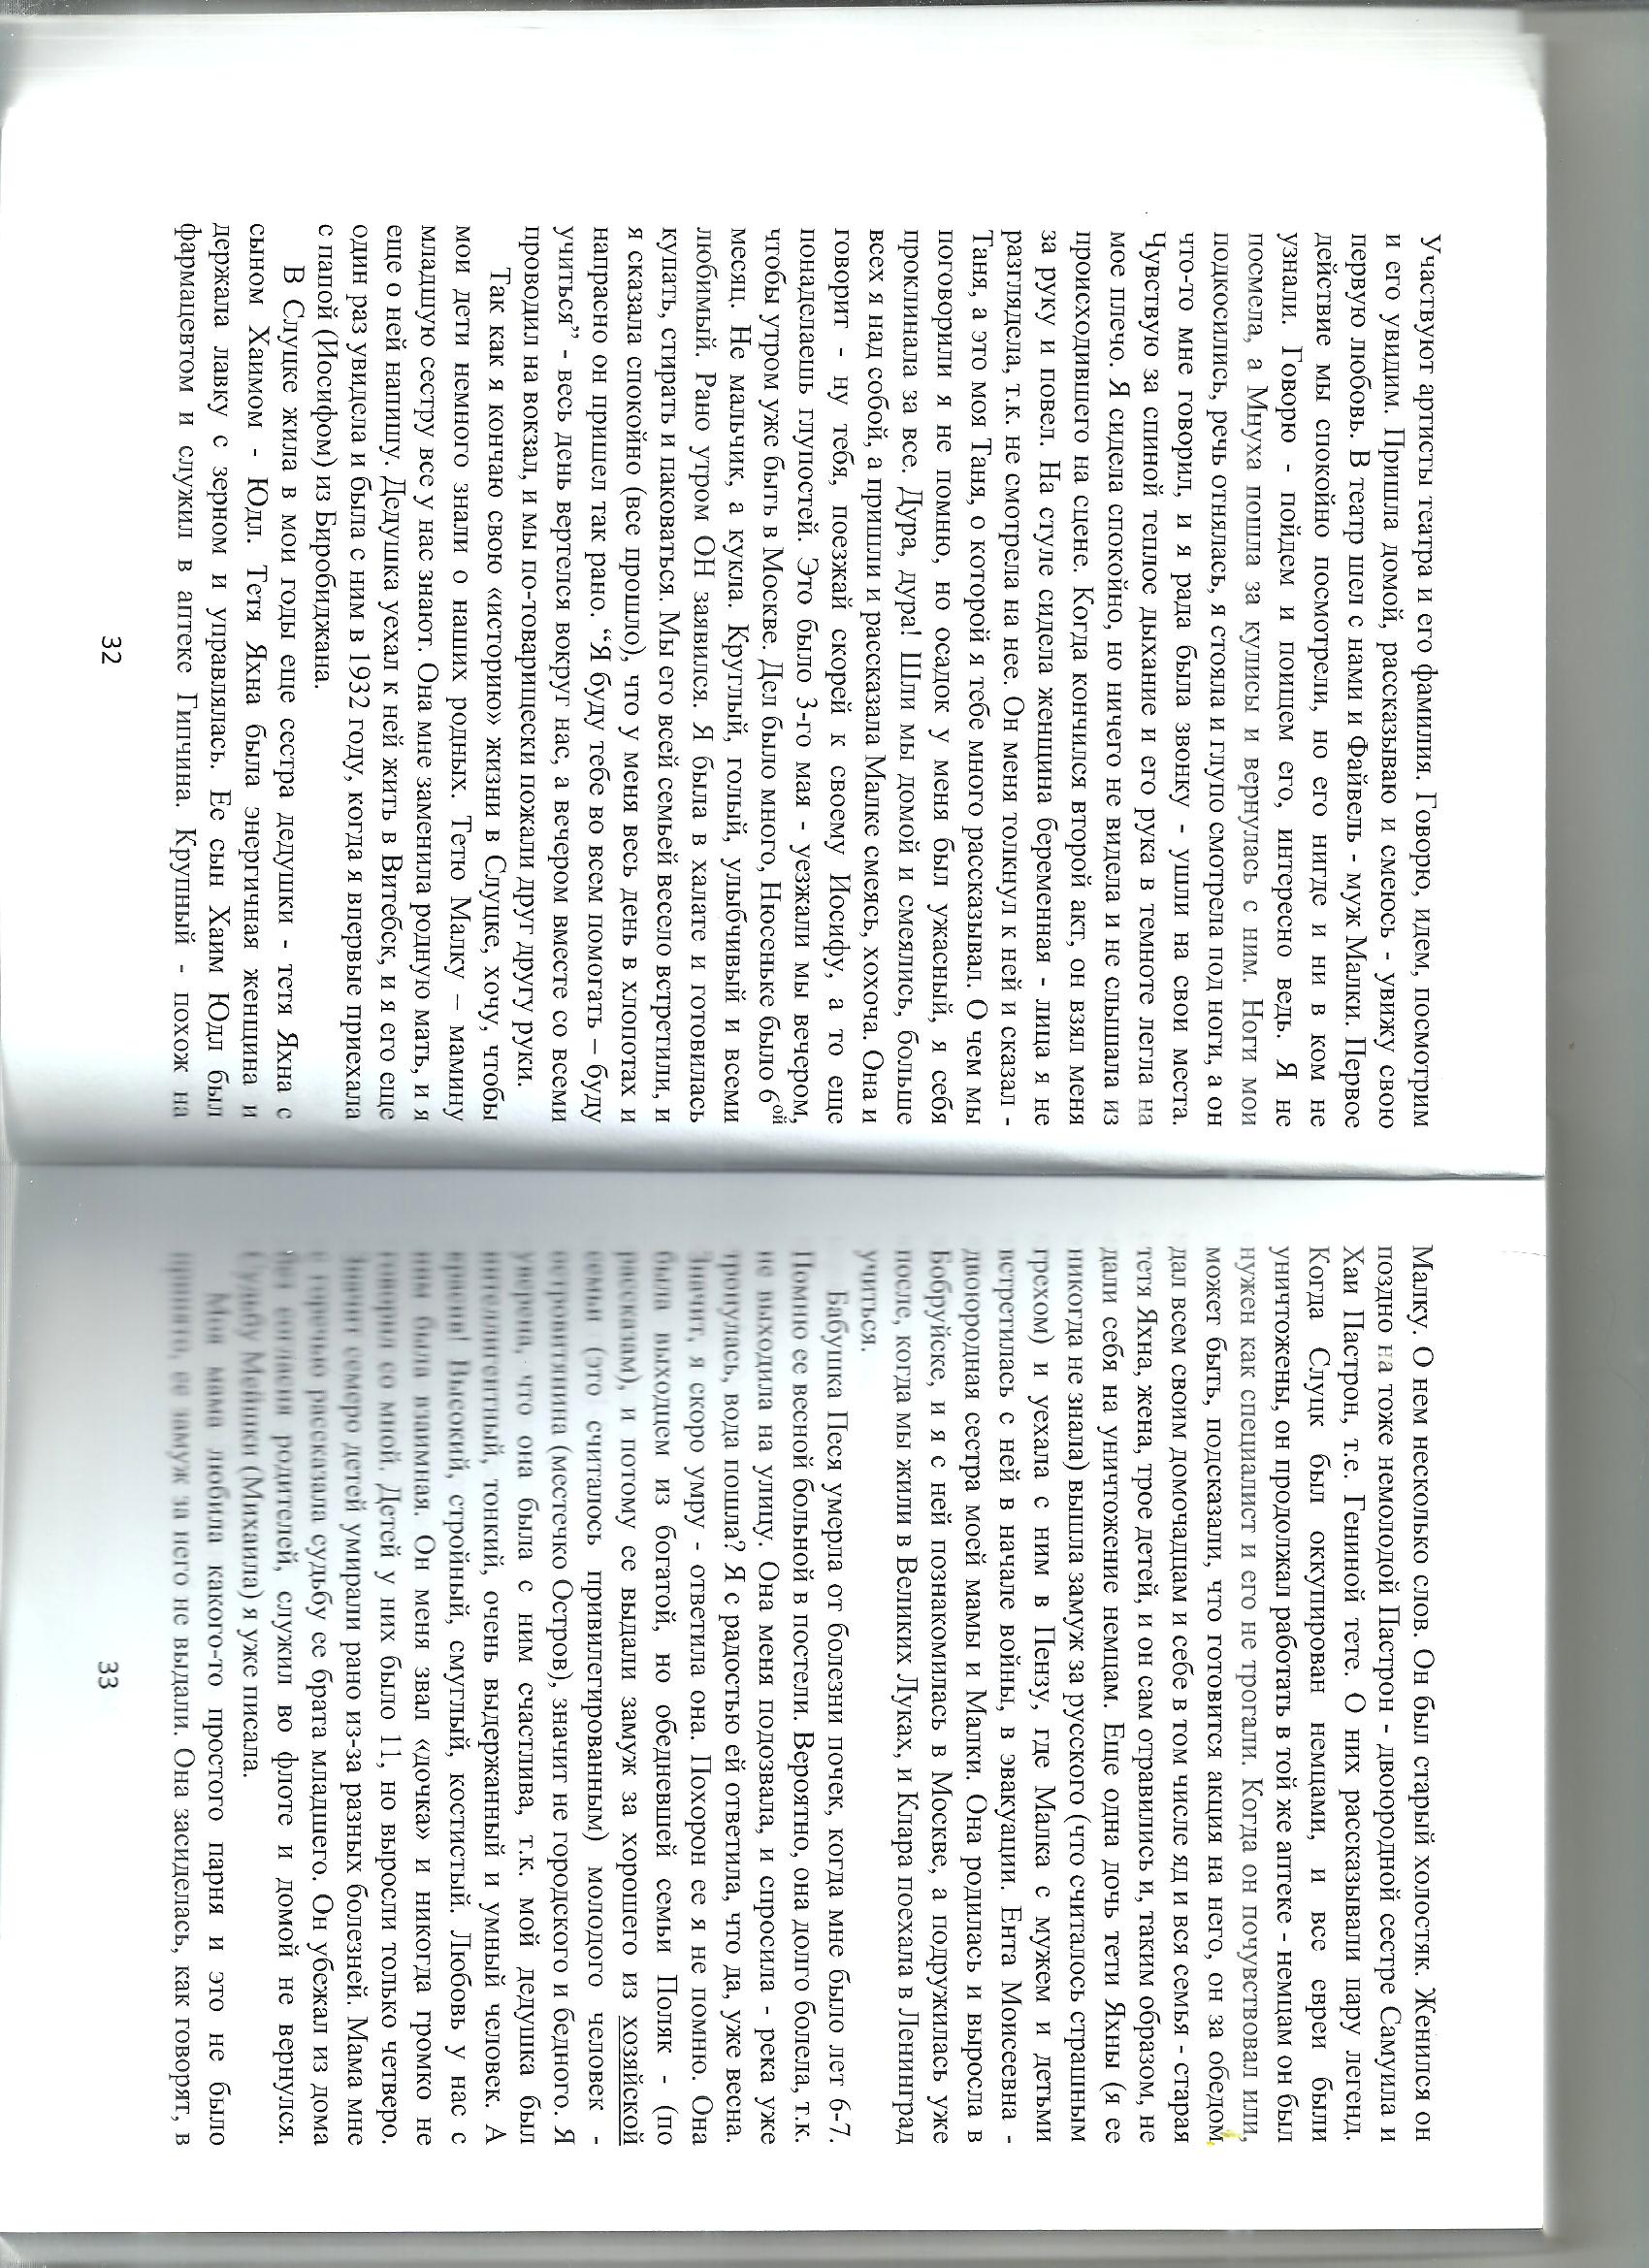 Участвуют артисты театра и его фамилия. Говорю, идем, посмотрим
и его увидим. Пришла домой, рассказываю и смеюсь - увижу свою
первую любовь. В театр шел с нами и Файвель - муж Малки. Первое
действие мы спокойно посмотрели, но его нигде и ни в ком не
узнали. Говорю - пойдем и поищем его, интересно ведь. Я не
посмела, а Мнуха пошла за кулисы и вернулась с ним. Ноги мои
подкосились, речь отнялась, я стояла и глупо смотрела под ноги, а он
что-то мне говорил, и я рада была звонку - ушли на свои места.
Чувствую за спиной теплое дыхание и его рука в темноте легла на
мое плечо. Я сидела спокойно, но ничего не видела и не слышала из
происходившего на сцене. Когда кончился второй акт, он взял меня
за руку и повел. На стуле сидела женщина беременная - лица я не
разглядела, т.к. не смотрела на нее. Он меня толкнул к ней и сказал -
Таня, а это моя Таня, о которой я тебе много рассказывал. О чем мы
поговорили я не помню, но осадок у меня был ужасный, я себя
проклинала за все. Дура, дура! Шли мы домой и смеялись, больше
всех я над собой, а пришли и рассказала Малке смеясь, хохоча. Она и
говорит - ну тебя, поезжай скорей к своему Иосифу, а то еще
понаделаешь глупостей. Это было 3-го мая - уезжали мы вечером,
чтобы утром уже быть в Москве. Дел было много, Нюсеньке было 6ой
месяц. Не мальчик, а кукла. Круглый, голый, улыбчивый и всеми
любимый. Рано утром ОН заявился. Я была в халате и готовилась
купать, стирать и паковаться. Мы его всей семьей весело встретили, и
я сказала спокойно (все прошло), что у меня весь день в хлопотах и
напрасно он пришел так рано. “Я буду тебе во всем помогать – буду
учиться” - весь день вертелся вокруг нас, а вечером вместе со всеми
проводил на вокзал, и мы по-товарищески пожали друг другу руки.
Так как я кончаю свою «историю» жизни в Слуцке, хочу, чтобы
мои дети немного знали о наших родных. Тетю Малку – мамину
младшую сестру все у нас знают. Она мне заменила родную мать, и я
еще о ней напишу. Дедушка уехал к ней жить в Витебск, и я его еще
один раз увидела и была с ним в 1932 году, когда я впервые приехала
с папой (Иосифом) из Биробиджана.
В Слуцке жила в мои годы еще сестра дедушки - тетя Яхна с
сыном Хаимом - Юдл. Тетя Яхна была энергичная женщина и
держала лавку с зерном и управлялась. Ее сын Хаим Юдл был
фармацевтом и служил в аптеке Гипчина. Крупный - похож на
32
Малку. О нем несколько слов. Он был старый холостяк. Женился он
поздно на тоже немолодой Пастрон - двоюродной сестре Самуила и
Хаи Пастрон, т.е. Гениной тете. О них рассказывали пару легенд.
Когда Слуцк был оккупирован немцами, и все евреи были
уничтожены, он продолжал работать в той же аптеке - немцам он был
нужен как специалист и его не трогали. Когда он почувствовал или,
может быть, подсказали, что готовится акция на него, он за обедом,
дал всем своим домочадцам и себе в том числе яд и вся семья - старая
тетя Яхна, жена, трое детей, и он сам отравились и, таким образом, не
дали себя на уничтожение немцам. Еще одна дочь тети Яхны (я ее
никогда не знала) вышла замуж за русского (что считалось страшным
грехом) и уехала с ним в Пензу, где Малка с мужем и детьми
встретилась с ней в начале войны, в эвакуации. Ента Моисеевна -
двоюродная сестра моей мамы и Малки. Она родилась и выросла в
Бобруйске, и я с ней познакомилась в Москве, а подружилась уже
после, когда мы жили в Великих Луках, и Клара поехала в Ленинград
учиться.
Бабушка Песя умерла от болезни почек, когда мне было лет 6-7.
Помню ее весной больной в постели. Вероятно, она долго болела, т.к.
не выходила на улицу. Она меня подозвала, и спросила - река уже
тронулась, вода пошла? Я с радостью ей ответила, что да, уже весна.
Значит, я скоро умру - ответила она. Похорон ее я не помню. Она
была выходцем из богатой, но обедневшей семьи Поляк - (по
рассказам), и потому ее выдали замуж за хорошего из хозяйской
семьи (это считалось привилегированным) молодого человек -
островитянина (местечко Остров), значит не городского и бедного. Я
уверена, что она была с ним счастлива, т.к. мой дедушка был
интеллигентный, тонкий, очень выдержанный и умный человек. А
красив! Высокий, стройный, смуглый, костистый. Любовь у нас с
ним была взаимная. Он меня звал «дочка» и никогда громко не
говорил со мной. Детей у них было 11, но выросли только четверо.
Значит семеро детей умирали рано из-за разных болезней. Мама мне
с горечью рассказала судьбу ее брата младшего. Он убежал из дома
без согласия родителей, служил во флоте и домой не вернулся.
Судьбу Мейшки (Михаила) я уже писала.
Моя мама любила какого-то простого парня и это не было
принято, ее замуж за него не выдали. Она засиделась, как говорят, в
33